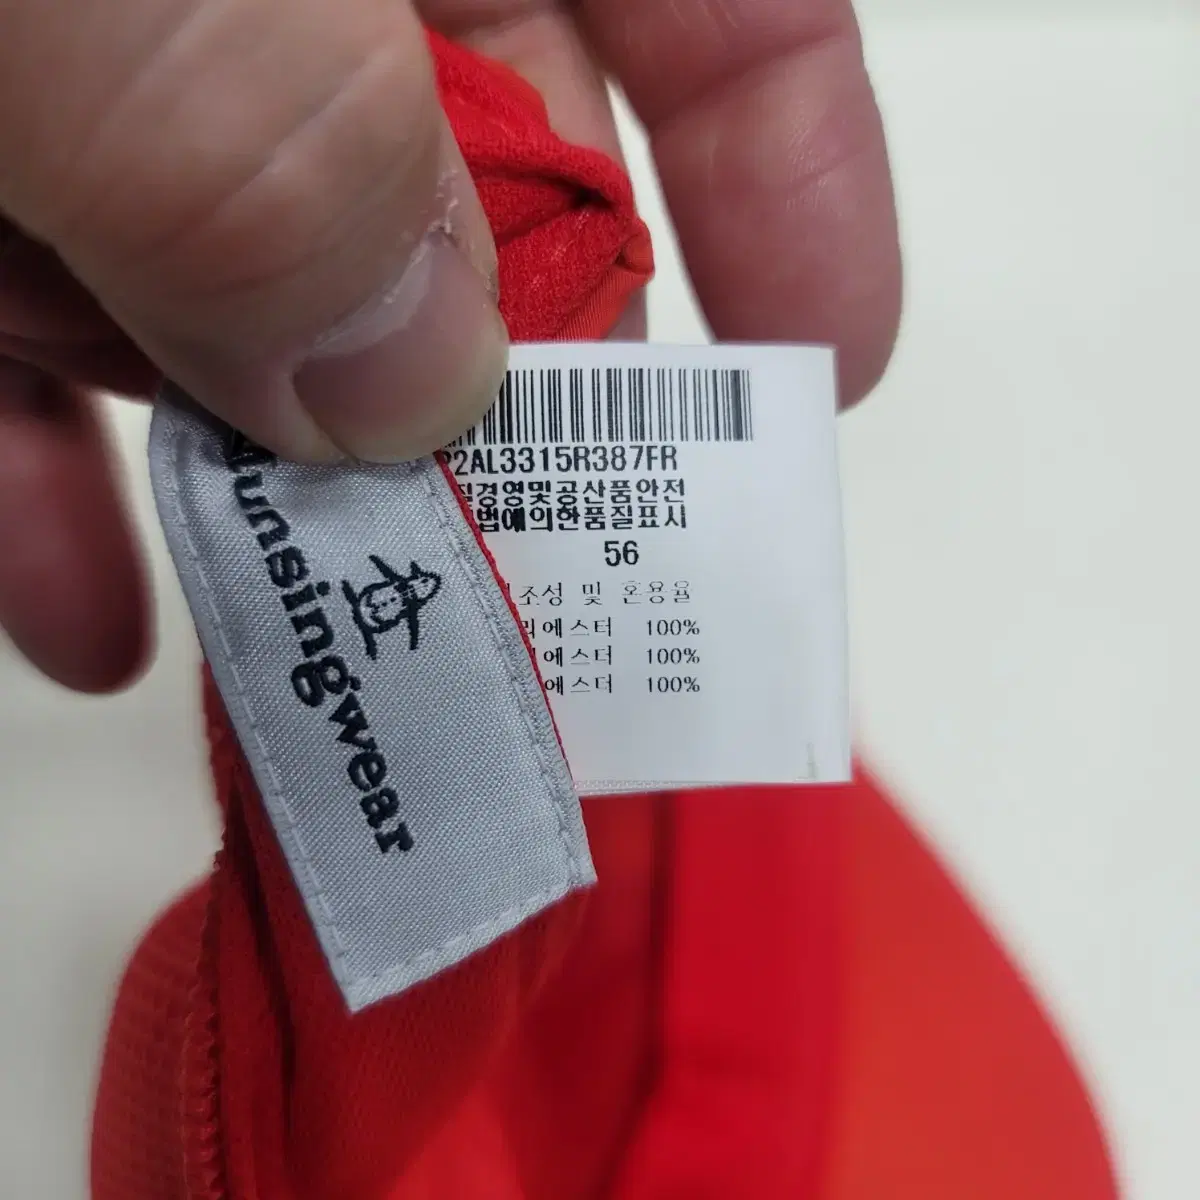 Munsingwear
2AL3315R387FR
경영및공산품안전
법에의한품질표시
56
조성 및 혼용율
에스터 100%
에스터 100%
에스터 100%